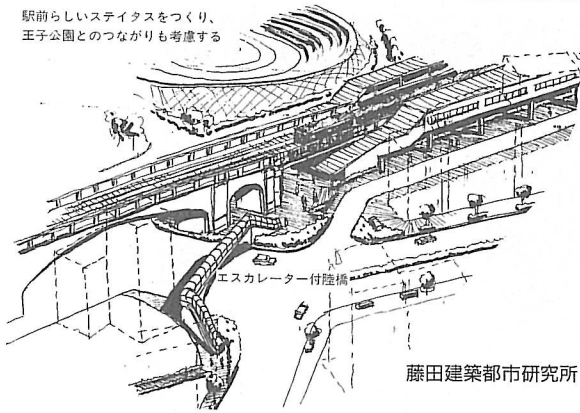 駅前らしいステイタスをつくり、
王子公園とのつながりも考慮する
エスカレーター付陸橋
藤田建築都市研究所